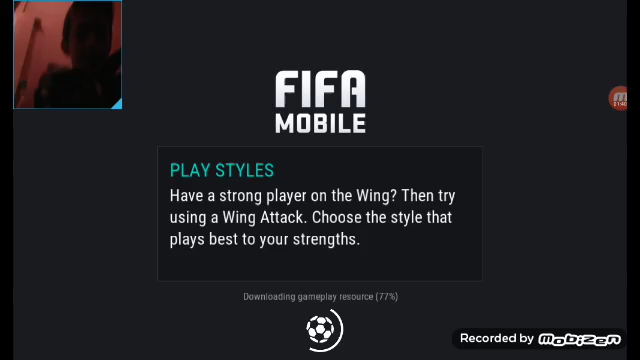 FIFA
MOBILE
PLAY STYLES
Have a strong player on the Wing? Then try
using a Wing Attack. Choose the style that
plays best to your strengths.
Downloading gameplay resource (77%)
Recorded by Mobizen